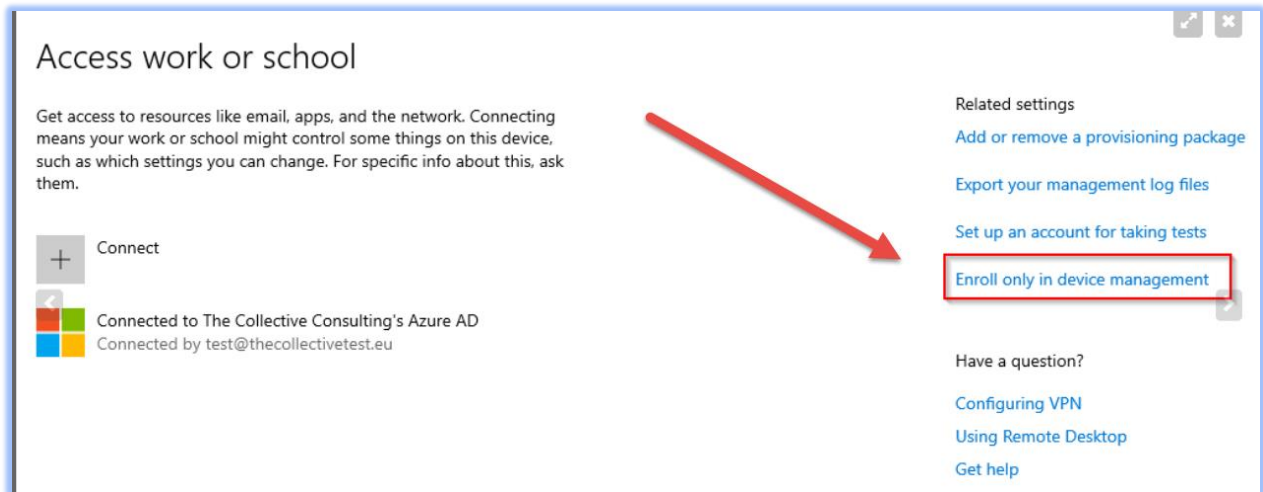 Access work or school
Get access to resources like email, apps, and the network. Connecting
means your work or school might control some things on this device,
such as which settings you can change. For specific info about this, ask
them.
Connect
Connected to The Collective Consulting's Azure AD
Connected by test@thecollectivetest.eu
Related settings
Add or remove a provisioning package
Export your management log files
Set up an account for taking tests
Enroll only in device management
Have a question?
Configuring VPN
Using Remote Desktop
Get help